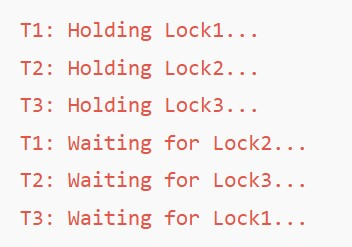 T1: Holding Lock1...
T2: Holding Lock2...
T3: Holding Lock3...
T1: Waiting for Lock2...
T2: Waiting for Lock3...
T3: Waiting for Lock1...